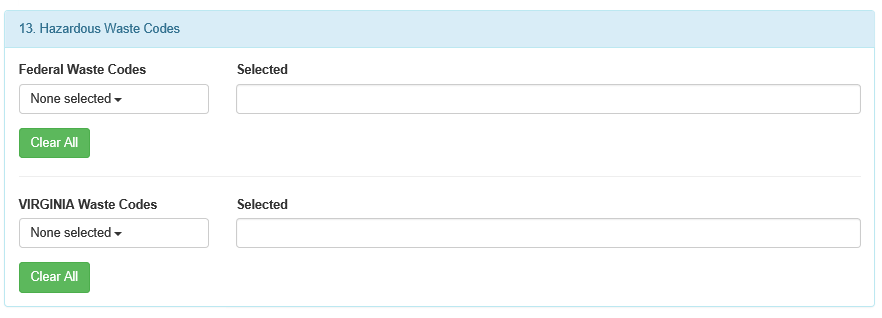 13. Hazardous Waste Codes
Federal Waste Codes Selected
None selected
Clear All
VIRGINIA Waste Codes Selected
None selected
Clear All